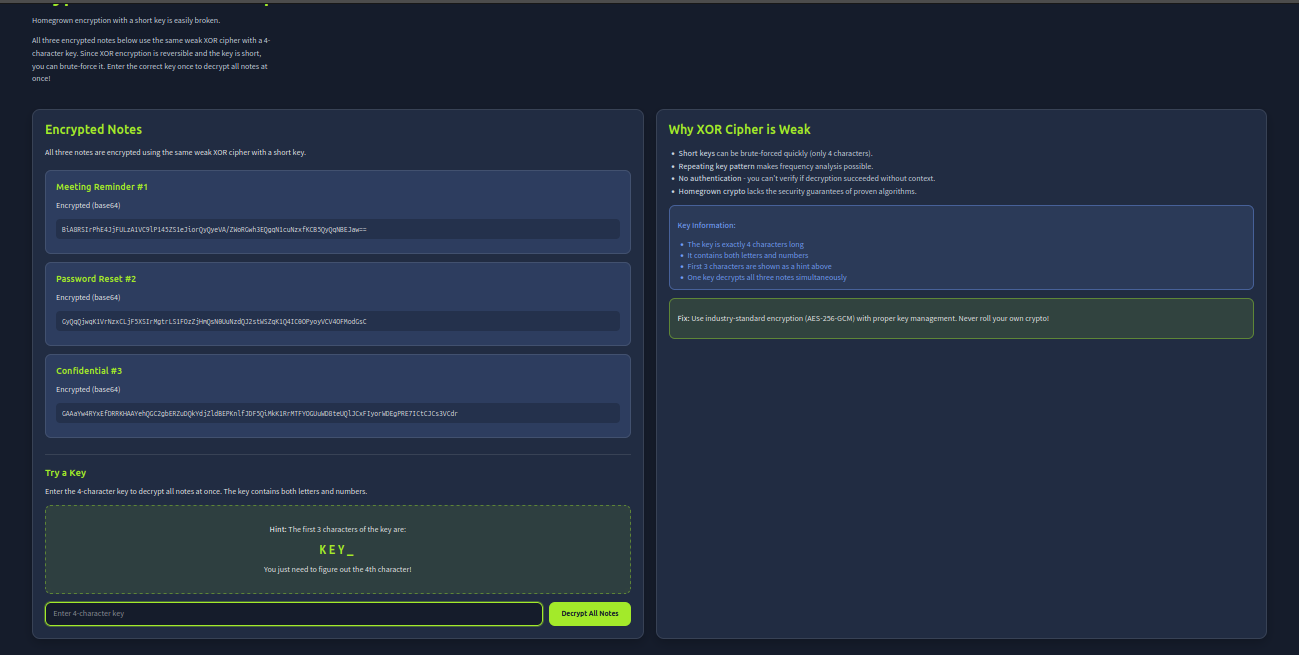 Homegrown encryption with a short key is easily broken.
All three encrypted notes below use the same weak XOR cipher with a 4-
character key. Since XOR encryption is reversible and the key is short,
you can brute-force it. Enter the correct key once to decrypt all notes at
once!
Encrypted Notes
All three notes are encrypted using the same weak XOR cipher with a short key.
Meeting Reminder #1
Encrypted (base64)
Password Reset #2
Encrypted (base64)
Confidential #3
Encrypted (base64)
Try a Key
Enter the 4-character key to decrypt all notes at once. The key contains both letters and numbers.
Hint: The first 3 characters of the key are:
KEY_
You just need to figure out the 4th character!
Enter 4-character key
Decrypt All Notes
Why XOR Cipher is Weak
• Short keys can be brute-forced quickly (only 4 characters).
• Repeating key pattern makes frequency analysis possible.
• No authentication - you can't verify if decryption succeeded without context.
• Homegrown crypto lacks the security guarantees of proven algorithms.
Key Information:
• The key is exactly 4 characters long
• It contains both letters and numbers
• First 3 characters are shown as a hint above
• One key decrypts all three notes simultaneously
Fix: Use industry-standard encryption (AES-256-GCM) with proper key management. Never roll your own crypto!